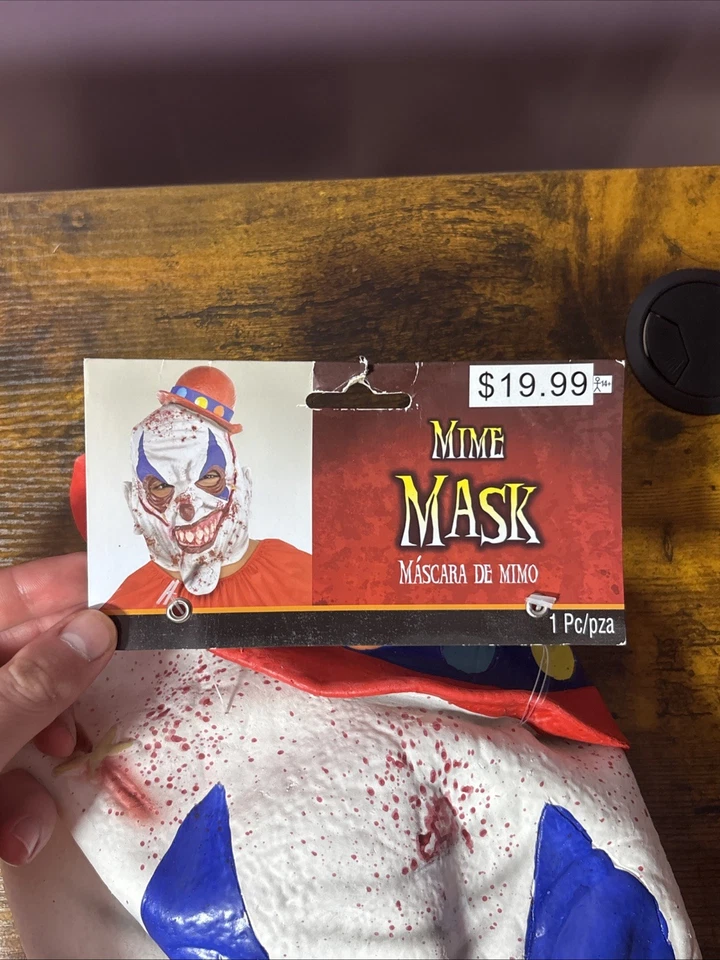 $19.99
14+
MIME
MASK
MÁSCARA DE MIMO
1 Pc/pza